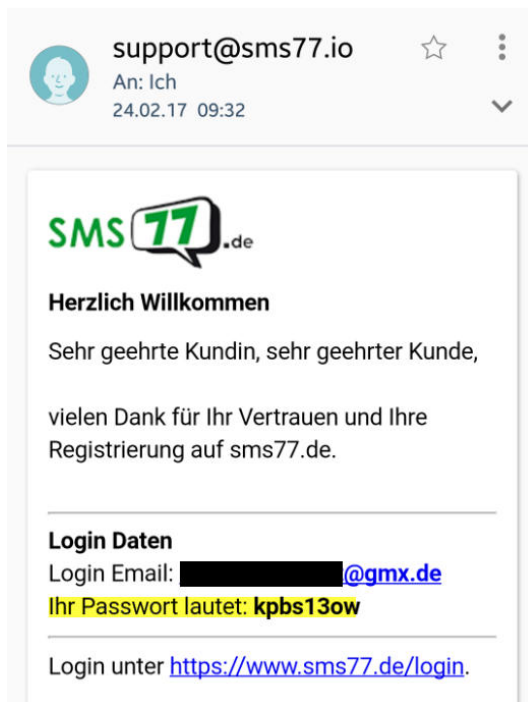 support@sms77.io
An: Ich
24.02.17 09:32
SMS 77.de
Herzlich Willkommen
Sehr geehrte Kundin, sehr geehrter Kunde,
vielen Dank für Ihr Vertrauen und Ihre
Registrierung auf sms77.de.
Login Daten
Login Email: @gmx.de
Ihr Passwort lautet: kpbs13ow
Login unter https://www.sms77.de/login.